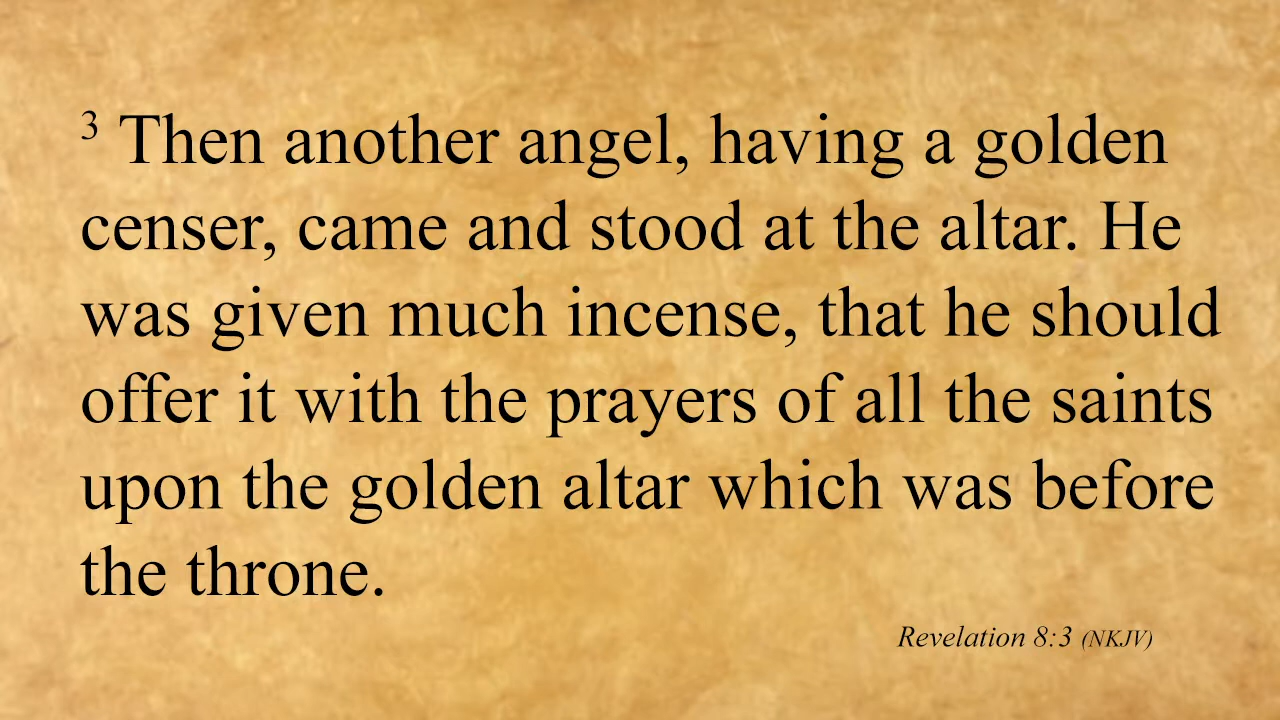 3 Then another angel, having a golden
censer, came and stood at the altar. He
was given much incense, that he should
offer it with the prayers of all the saints
upon the golden altar which was before
the throne.
Revelation 8:3 (NKJV)